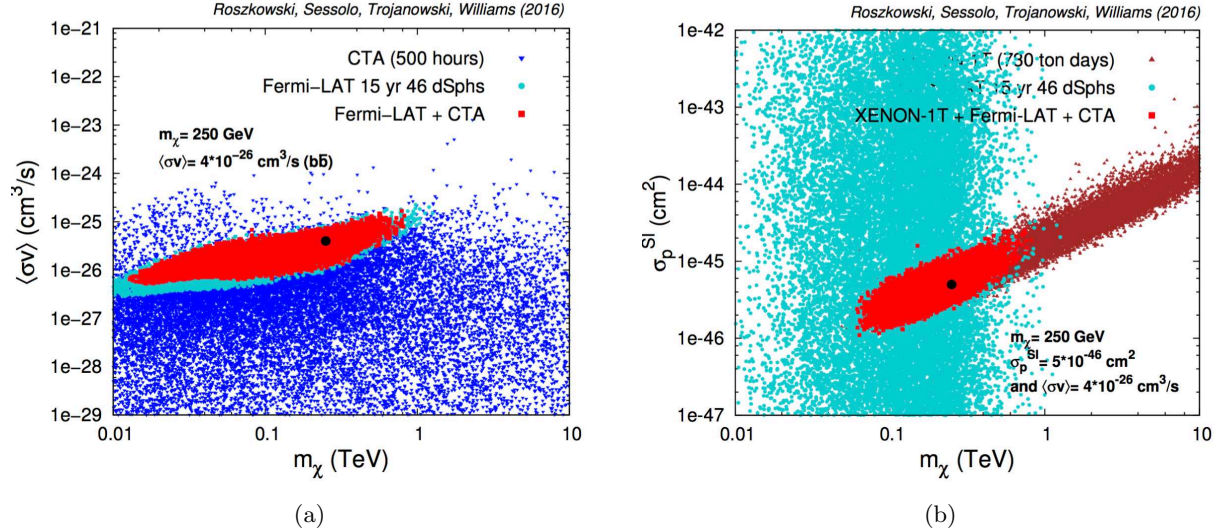 Roszkowski, Sessolo, Trojanowski, Williams (2016)
1e−21
1e−22
1e−23
1e−24
1e−25
1e−26
1e−27
1e−28
1e−29
⟨σv⟩ (cm³/s)
CTA (500 hours)
Fermi−LAT 15 yr 46 dSphs
Fermi−LAT + CTA
mχ= 250 GeV
⟨σv⟩= 4*10⁻²⁶ cm³/s (bb̄)
0.01
0.1
1
10
mχ (TeV)
(a)
Roszkowski, Sessolo, Trojanowski, Williams (2016)
1e-42
1e-43
1e-44
1e-45
1e-46
1e-47
σₚ^SI (cm²)
1T (730 ton days)
15 yr 46 dSphs
XENON-1T + Fermi-LAT + CTA
mχ= 250 GeV
σₚ^SI= 5*10⁻⁴⁶ cm²
and ⟨σv⟩= 4*10⁻²⁶ cm³/s
0.01
0.1
1
10
mχ (TeV)
(b)